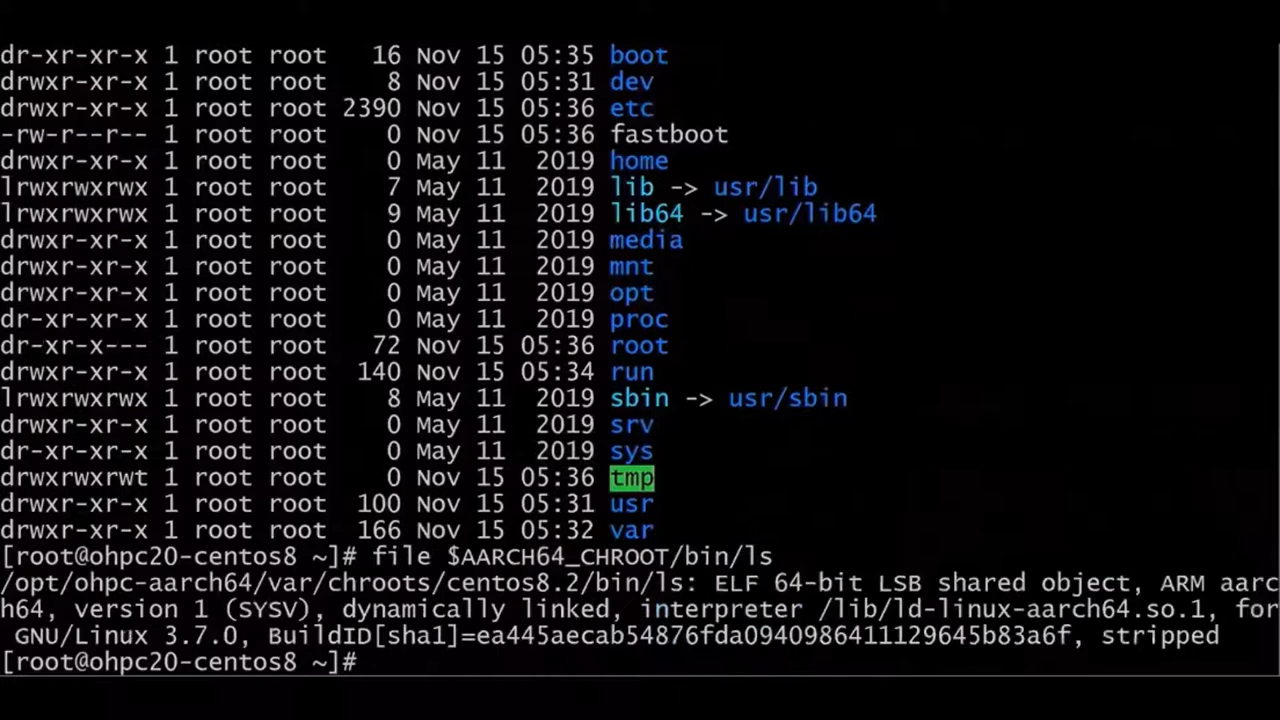 dr-xr-xr-x 1 root root   16 Nov 15 05:35 boot
drwxr-xr-x 1 root root    8 Nov 15 05:31 dev
drwxr-xr-x 1 root root 2390 Nov 15 05:36 etc
-rw-r--r-- 1 root root    0 Nov 15 05:36 fastboot
drwxr-xr-x 1 root root    0 May 11  2019 home
lrwxrwxrwx 1 root root    7 May 11  2019 lib -> usr/lib
lrwxrwxrwx 1 root root    9 May 11  2019 lib64 -> usr/lib64
drwxr-xr-x 1 root root    0 May 11  2019 media
drwxr-xr-x 1 root root    0 May 11  2019 mnt
drwxr-xr-x 1 root root    0 May 11  2019 opt
dr-xr-xr-x 1 root root    0 May 11  2019 proc
dr-xr-x--- 1 root root   72 Nov 15 05:36 root
drwxr-xr-x 1 root root  140 Nov 15 05:34 run
lrwxrwxrwx 1 root root    8 May 11  2019 sbin -> usr/sbin
drwxr-xr-x 1 root root    0 May 11  2019 srv
dr-xr-xr-x 1 root root    0 May 11  2019 sys
drwxrwxrwt 1 root root    0 Nov 15 05:36 tmp
drwxr-xr-x 1 root root  100 Nov 15 05:31 usr
drwxr-xr-x 1 root root  166 Nov 15 05:32 var
[root@ohpc20-centos8 ~]# file $AARCH64_CHROOT/bin/ls
/opt/ohpc-aarch64/var/chroots/centos8.2/bin/ls: ELF 64-bit LSB shared object, ARM aarc
h64, version 1 (SYSV), dynamically linked, interpreter /lib/ld-linux-aarch64.so.1, for
GNU/Linux 3.7.0, BuildID[sha1]=ea445aecab54876fda0940986411129645b83a6f, stripped
[root@ohpc20-centos8 ~]#